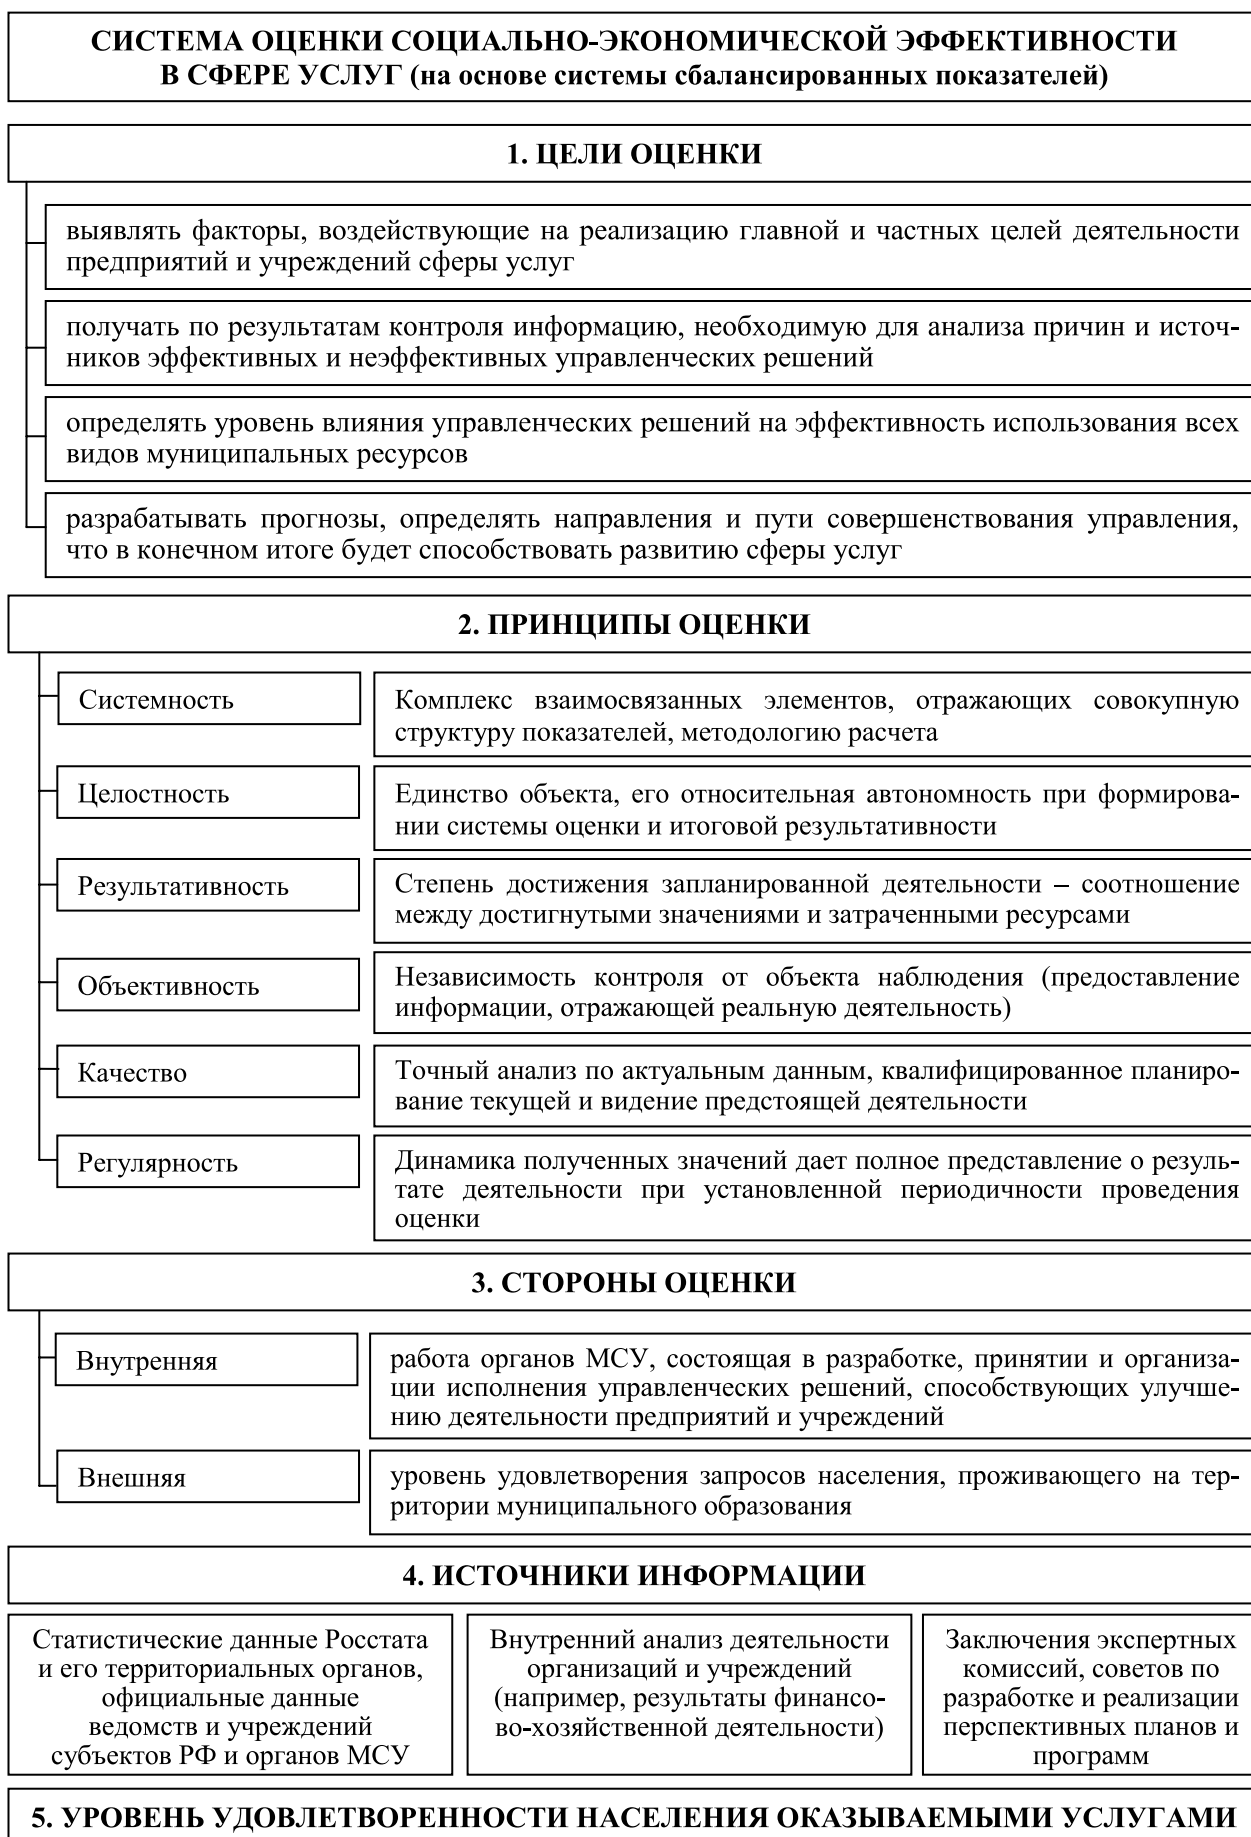 СИСТЕМА ОЦЕНКИ СОЦИАЛЬНО-ЭКОНОМИЧЕСКОЙ ЭФФЕКТИВНОСТИ
В СФЕРЕ УСЛУГ (на основе системы сбалансированных показателей)
1. ЦЕЛИ ОЦЕНКИ
выявлять факторы, воздействующие на реализацию главной и частных целей деятельности
предприятий и учреждений сферы услуг
получать по результатам контроля информацию, необходимую для анализа причин и источ-
ников эффективных и неэффективных управленческих решений
определять уровень влияния управленческих решений на эффективность использования всех
видов муниципальных ресурсов
разрабатывать прогнозы, определять направления и пути совершенствования управления,
что в конечном итоге будет способствовать развитию сферы услуг
2. ПРИНЦИПЫ ОЦЕНКИ
Системность
Комплекс взаимосвязанных элементов, отражающих совокупную
структуру показателей, методологию расчета
Целостность
Единство объекта, его относительная автономность при формирова-
нии системы оценки и итоговой результативности
Результативность
Степень достижения запланированной деятельности – соотношение
между достигнутыми значениями и затраченными ресурсами
Объективность
Независимость контроля от объекта наблюдения (предоставление
информации, отражающей реальную деятельность)
Качество
Точный анализ по актуальным данным, квалифицированное планиро-
вание текущей и видение предстоящей деятельности
Регулярность
Динамика полученных значений дает полное представление о резуль-
тате деятельности при установленной периодичности проведения
оценки
3. СТОРОНЫ ОЦЕНКИ
Внутренняя
работа органов МСУ, состоящая в разработке, принятии и организа-
ции исполнения управленческих решений, способствующих улучше-
нию деятельности предприятий и учреждений
Внешняя
уровень удовлетворения запросов населения, проживающего на тер-
ритории муниципального образования
4. ИСТОЧНИКИ ИНФОРМАЦИИ
Статистические данные Росстата
и его территориальных органов,
официальные данные
ведомств и учреждений
субъектов РФ и органов МСУ
Внутренний анализ деятельности
организаций и учреждений
(например, результаты финансо-
во-хозяйственной деятельности)
Заключения экспертных
комиссий, советов по
разработке и реализации
перспективных планов и
программ
5. УРОВЕНЬ УДОВЛЕТВОРЕННОСТИ НАСЕЛЕНИЯ ОКАЗЫВАЕМЫМИ УСЛУГАМИ